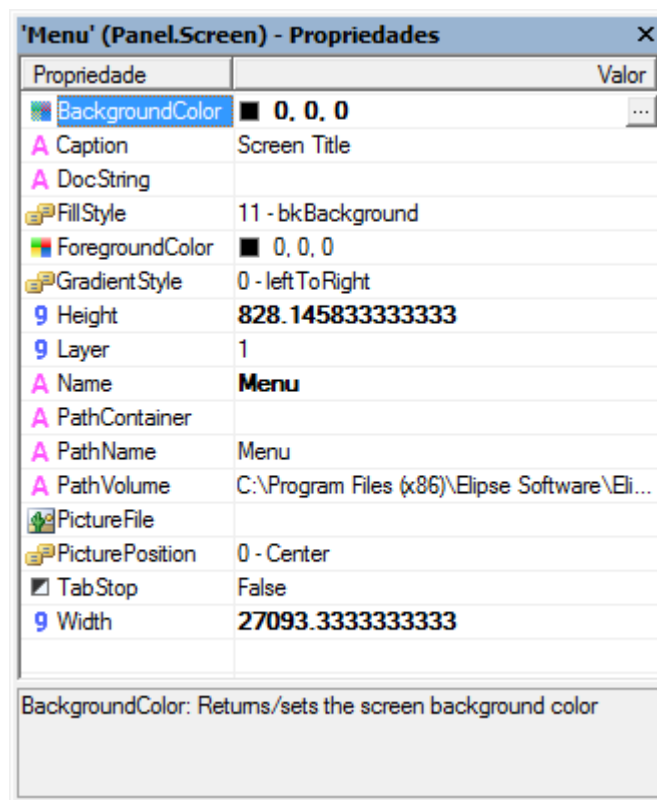 'Menu' (Panel.Screen) - Propriedades
Propriedade Valor
BackgroundColor 0, 0, 0 ...
A Caption Screen Title
A DocString
FillStyle 11 - bkBackground
ForegroundColor 0, 0, 0
GradientStyle 0 - leftToRight
9 Height 828.145833333333
9 Layer 1
A Name Menu
A PathContainer
A PathName Menu
A PathVolume C:\Program Files (x86)\Elipse Software\Eli...
PictureFile
PicturePosition 0 - Center
TabStop False
9 Width 27093.3333333333
BackgroundColor: Returns/sets the screen background color